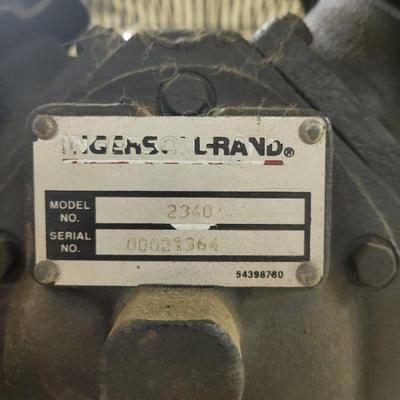 INGERSOLL-RAND®
MODEL NO. 2340
SERIAL NO. 00021364
54398760